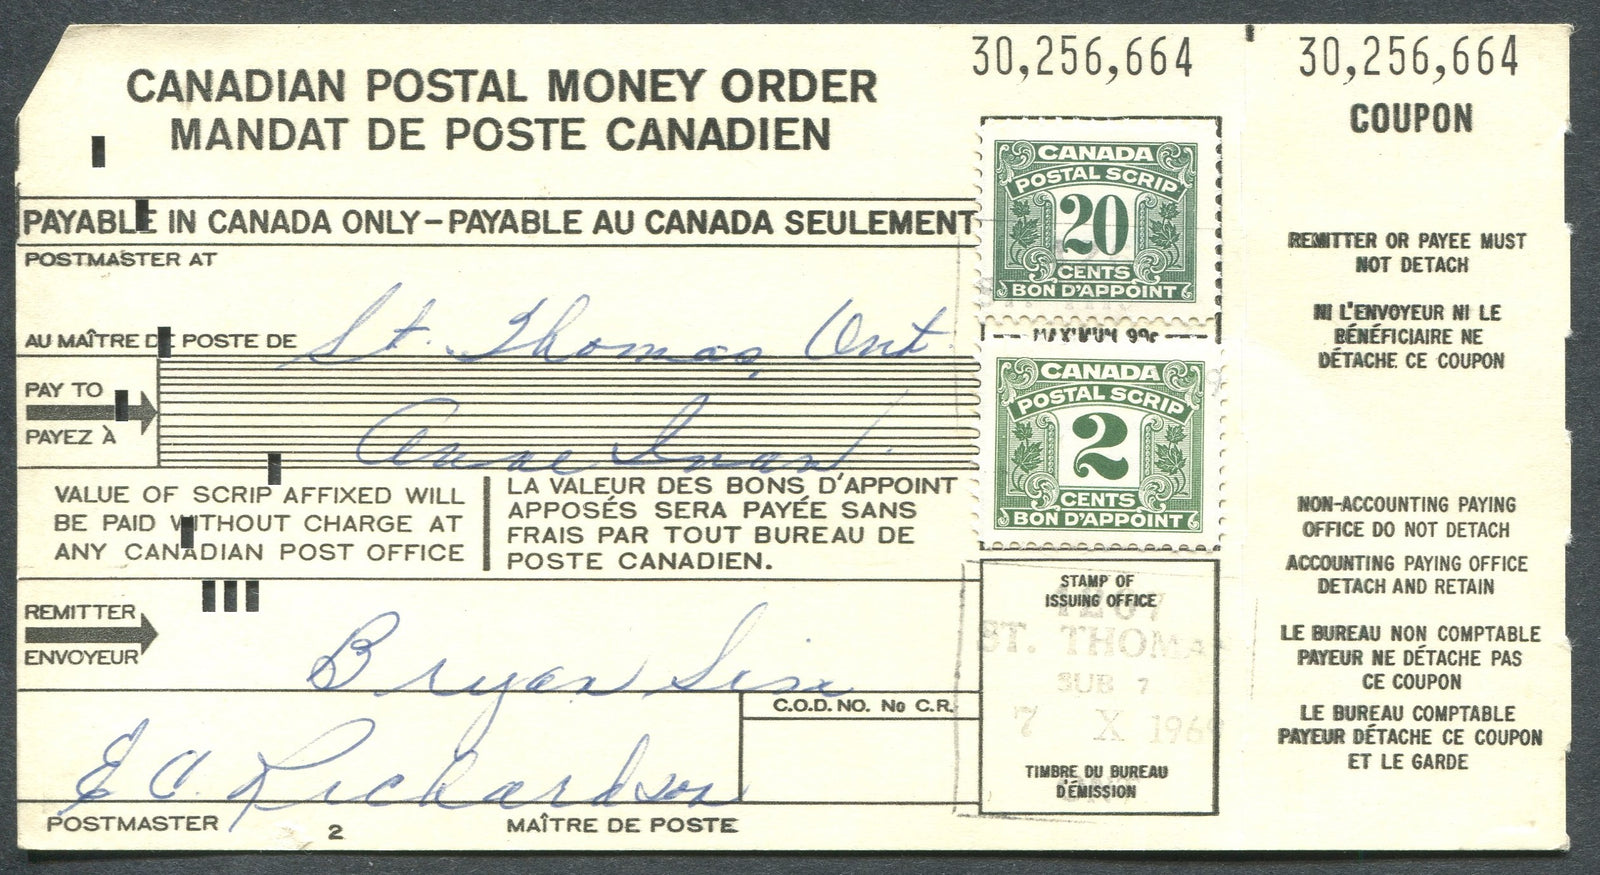 30,256,664
30,256,664
CANADIAN POSTAL MONEY ORDER
MANDAT DE POSTE CANADIEN
COUPON
PAYABLE IN CANADA ONLY – PAYABLE AU CANADA SEULEMENT
POSTMASTER AT
AU MAÎTRE DE POSTE DE
St. Thomas, Ont
PAY TO
PAYEZ À
Anne
VALUE OF SCRIP AFFIXED WILL
BE PAID WITHOUT CHARGE AT
ANY CANADIAN POST OFFICE
LA VALEUR DES BONS D'APPOINT
APPOSÉS SERA PAYÉE SANS
FRAIS PAR TOUT BUREAU DE
POSTE CANADIEN.
REMITTER
ENVOYEUR
Bryan
C.O.D. NO. No C.R.
E C Richardson
POSTMASTER
2
MAÎTRE DE POSTE
CANADA
POSTAL SCRIP
20
CENTS
BON D'APPOINT
MAXIMUM 99c
CANADA
POSTAL SCRIP
2
CENTS
BON D'APPOINT
STAMP OF
ISSUING OFFICE
ST. THOMAS
SUB 7
7 X 1969
ONT
TIMBRE DU BUREAU
D'ÉMISSION
REMITTER OR PAYEE MUST
NOT DETACH
NI L'ENVOYEUR NI LE
BÉNÉFICIAIRE NE
DÉTACHE CE COUPON
NON-ACCOUNTING PAYING
OFFICE DO NOT DETACH
ACCOUNTING PAYING OFFICE
DETACH AND RETAIN
LE BUREAU NON COMPTABLE
PAYEUR NE DÉTACHE PAS
CE COUPON
LE BUREAU COMPTABLE
PAYEUR DÉTACHE CE COUPON
ET LE GARDE